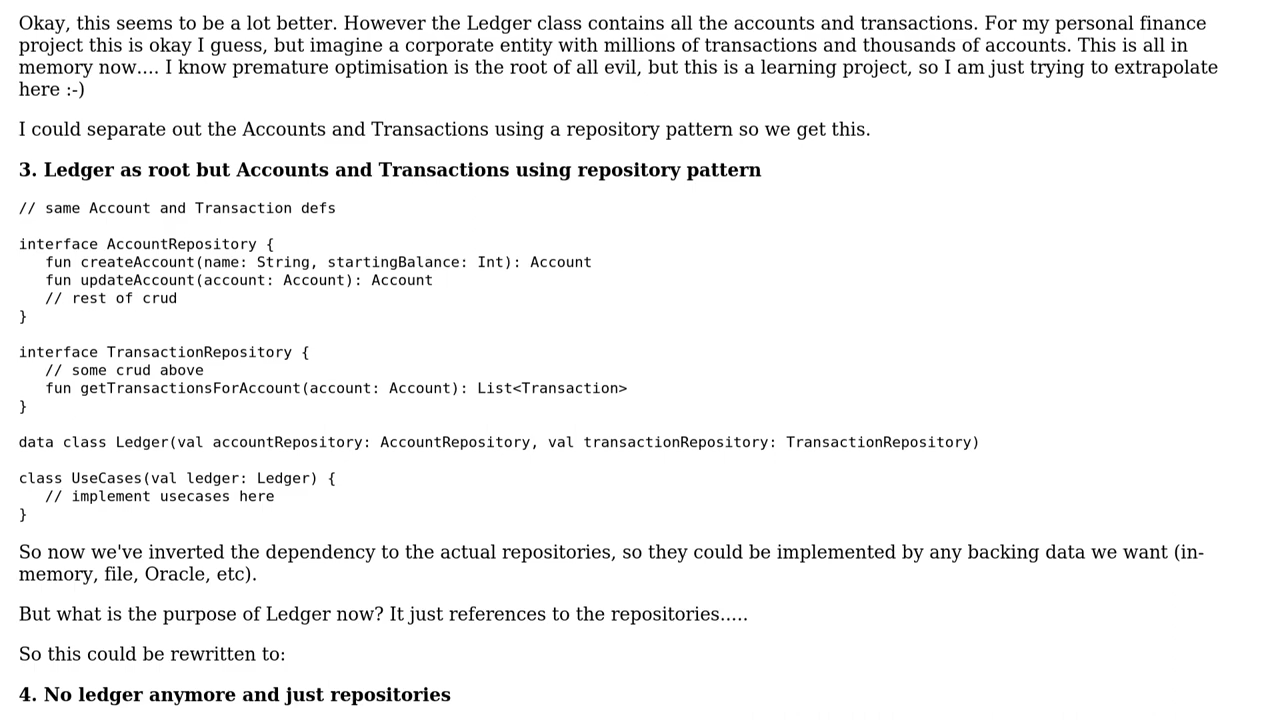 Okay, this seems to be a lot better. However the Ledger class contains all the accounts and transactions. For my personal finance
project this is okay I guess, but imagine a corporate entity with millions of transactions and thousands of accounts. This is all in
memory now.... I know premature optimisation is the root of all evil, but this is a learning project, so I am just trying to extrapolate
here :-)
I could separate out the Accounts and Transactions using a repository pattern so we get this.
3. Ledger as root but Accounts and Transactions using repository pattern
// same Account and Transaction defs
interface AccountRepository {
   fun createAccount(name: String, startingBalance: Int): Account
   fun updateAccount(account: Account): Account
   // rest of crud
}
interface TransactionRepository {
   // some crud above
   fun getTransactionsForAccount(account: Account): List<Transaction>
}
data class Ledger(val accountRepository: AccountRepository, val transactionRepository: TransactionRepository)
class UseCases(val ledger: Ledger) {
   // implement usecases here
}
So now we've inverted the dependency to the actual repositories, so they could be implemented by any backing data we want (in-
memory, file, Oracle, etc).
But what is the purpose of Ledger now? It just references to the repositories.....
So this could be rewritten to:
4. No ledger anymore and just repositories